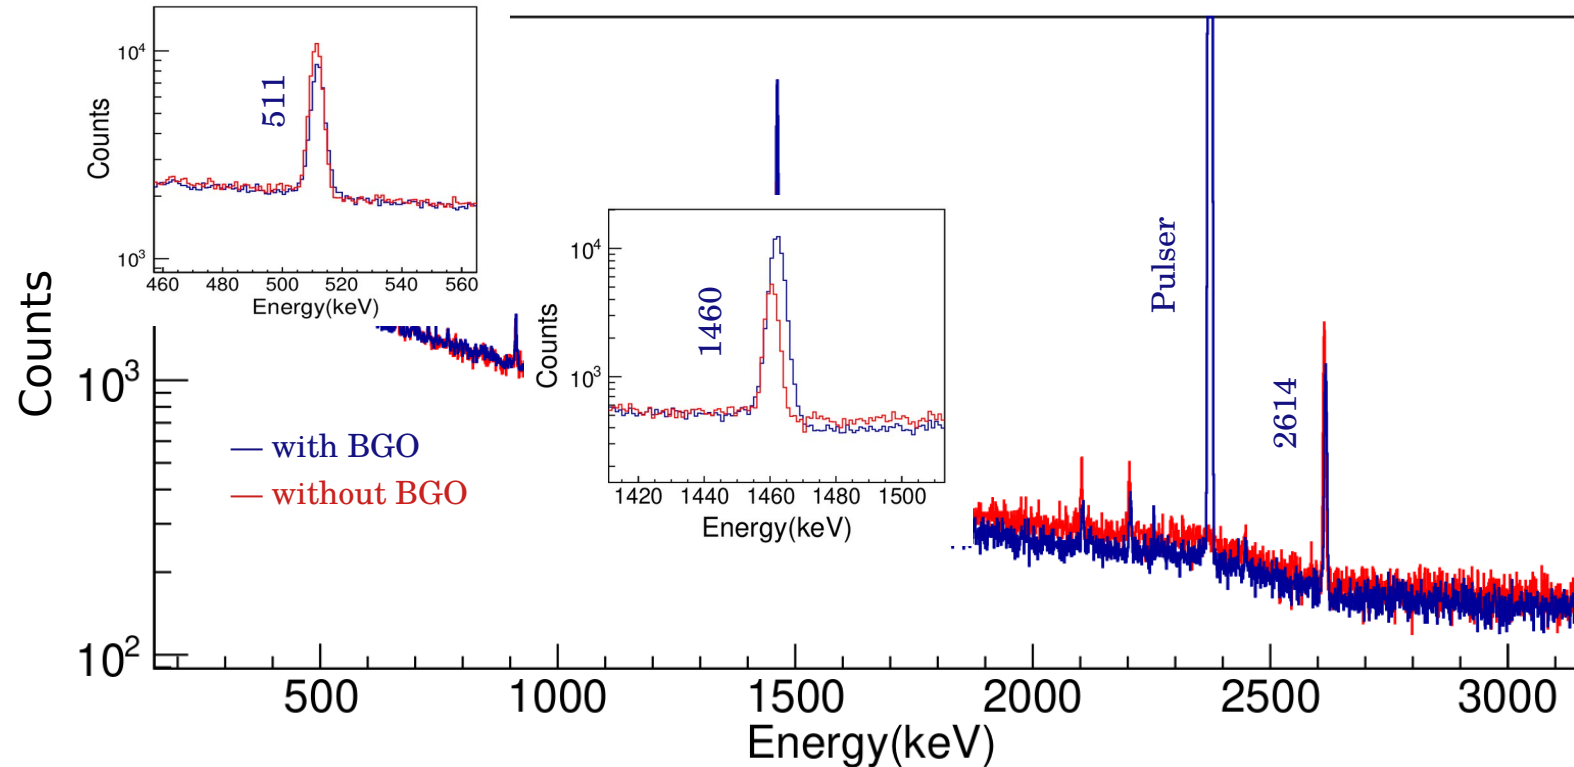 10⁴
10³
Counts
511
460 480 500 520 540 560
Energy(keV)
10⁴
10³
Counts
1460
1420 1440 1460 1480 1500
Energy(keV)
Pulser
2614
Counts
10³
10²
with BGO
without BGO
500 1000 1500 2000 2500 3000
Energy(keV)